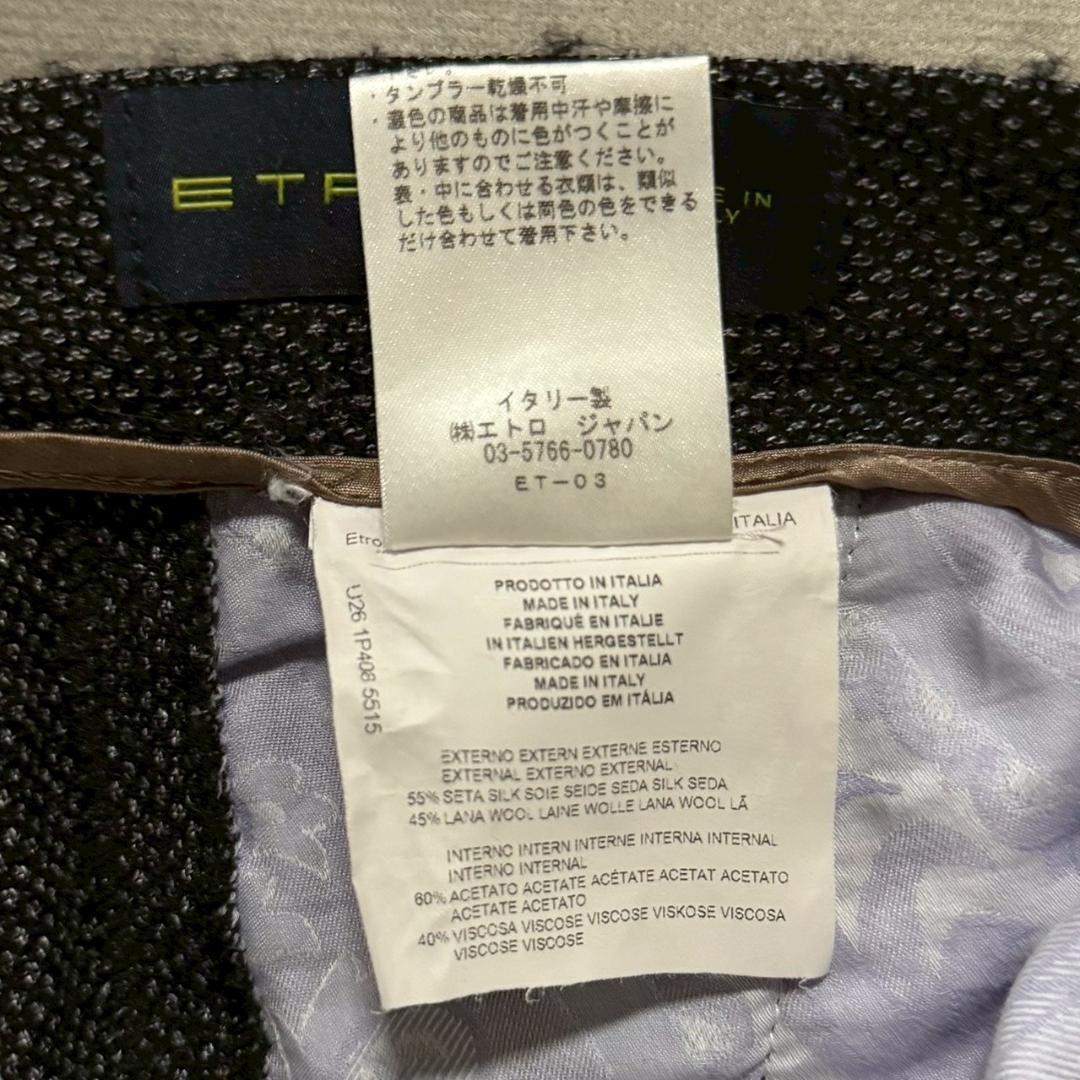 ・タンブラー乾燥不可
・濃色の商品は着用中汗や摩擦に
より他のものに色がつくことが
ありますのでご注意ください。
表・中に合わせる衣類は、類似
した色もしくは同色の色をできる
だけ合わせて着用下さい。
ETR
IN
イタリー製
㈱エトロ ジャパン
03-5766-0780
ET-03
Etro
ITALIA
U26 1P408 5515
PRODOTTO IN ITALIA
MADE IN ITALY
FABRIQUÉ EN ITALIE
IN ITALIEN HERGESTELLT
FABRICADO EN ITALIA
MADE IN ITALY
PRODUZIDO EM ITÁLIA
EXTERNO EXTERN EXTERNE ESTERNO
EXTERNAL EXTERNO EXTERNAL
55% SETA SILK SOIE SEIDE SEDA SILK SEDA
45% LANA WOOL LAINE WOLLE LANA WOOL LÃ
INTERNO INTERN INTERNE INTERNA INTERNAL
INTERNO INTERNAL
60% ACETATO ACETATE ACÉTATE ACETAT ACETATO
ACETATE ACETATO
40% VISCOSA VISCOSE VISCOSE VISKOSE VISCOSA
VISCOSE VISCOSE